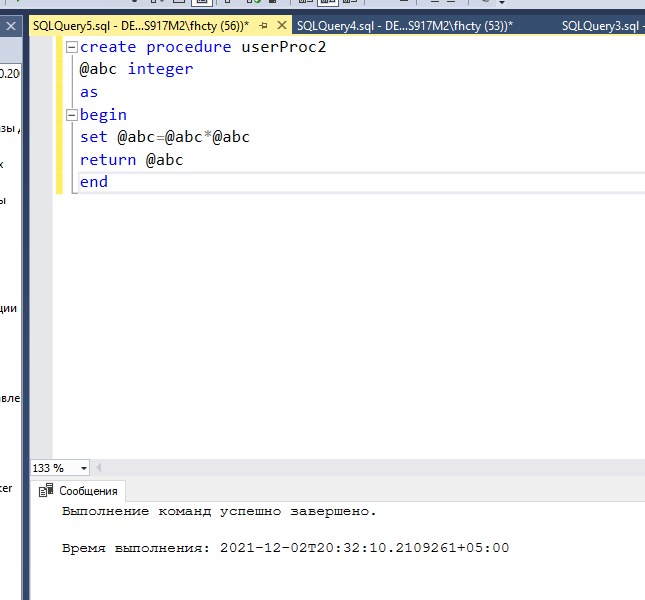 SQLQuery5.sql - DE...S917M2\fhcty (56))* SQLQuery4.sql - DE...S917M2\fhcty (53))* SQLQuery3.sql -
create procedure userProc2
@abc integer
as
begin
set @abc=@abc*@abc
return @abc
end
133 %
Сообщения
Выполнение команд успешно завершено.
Время выполнения: 2021-12-02T20:32:10.2109261+05:00